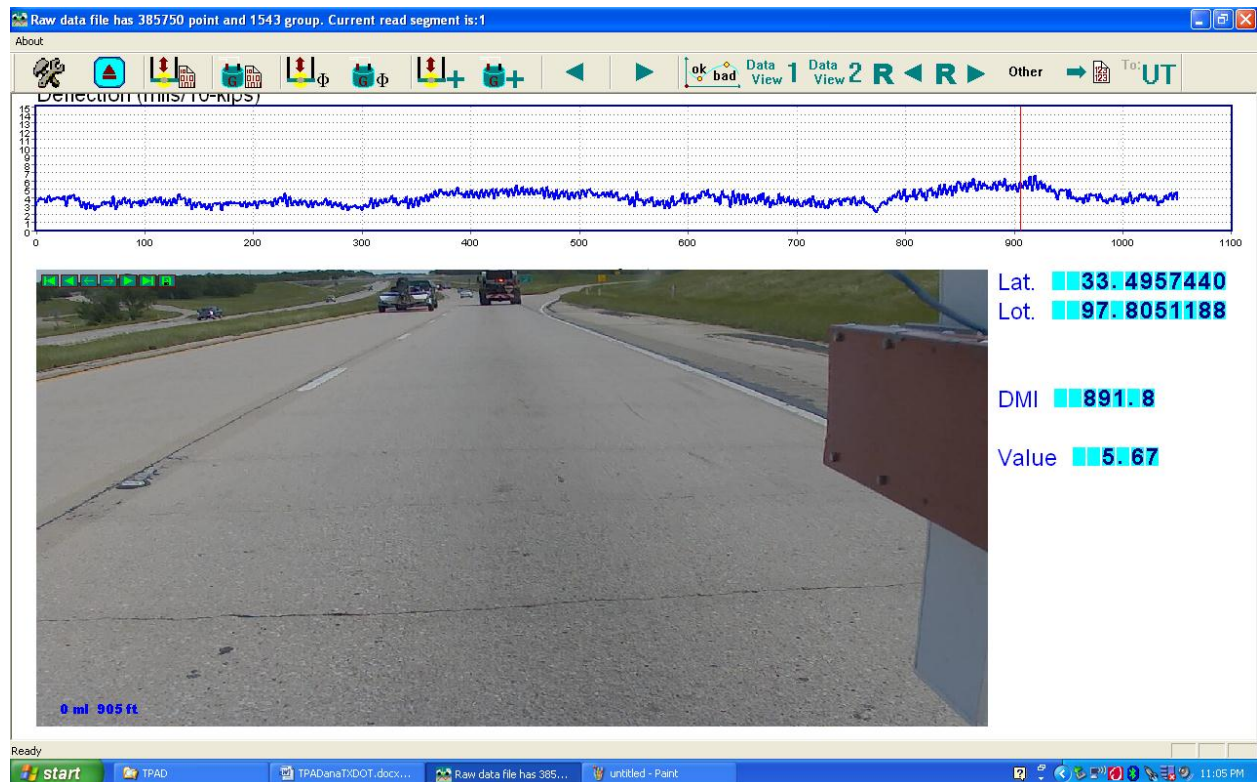 Raw data file has 385750 point and 1543 group. Current read segment is:1
About
G G Φ G Φ G ok bad Data View 1 Data View 2 R R Other To: UT
Deflection (mils/10-kips)
15
14
13
12
11
10
9
8
7
6
5
4
3
2
1
0
0 100 200 300 400 500 600 700 800 900 1000 1100
Lat. 33.4957440
Lot. 97.8051188
DMI 891.8
Value 5.67
0 ml 905 ft
Ready
start TPAD TPADanaTXDOT.docx... Raw data file has 385... untitled - Paint 11:05 PM